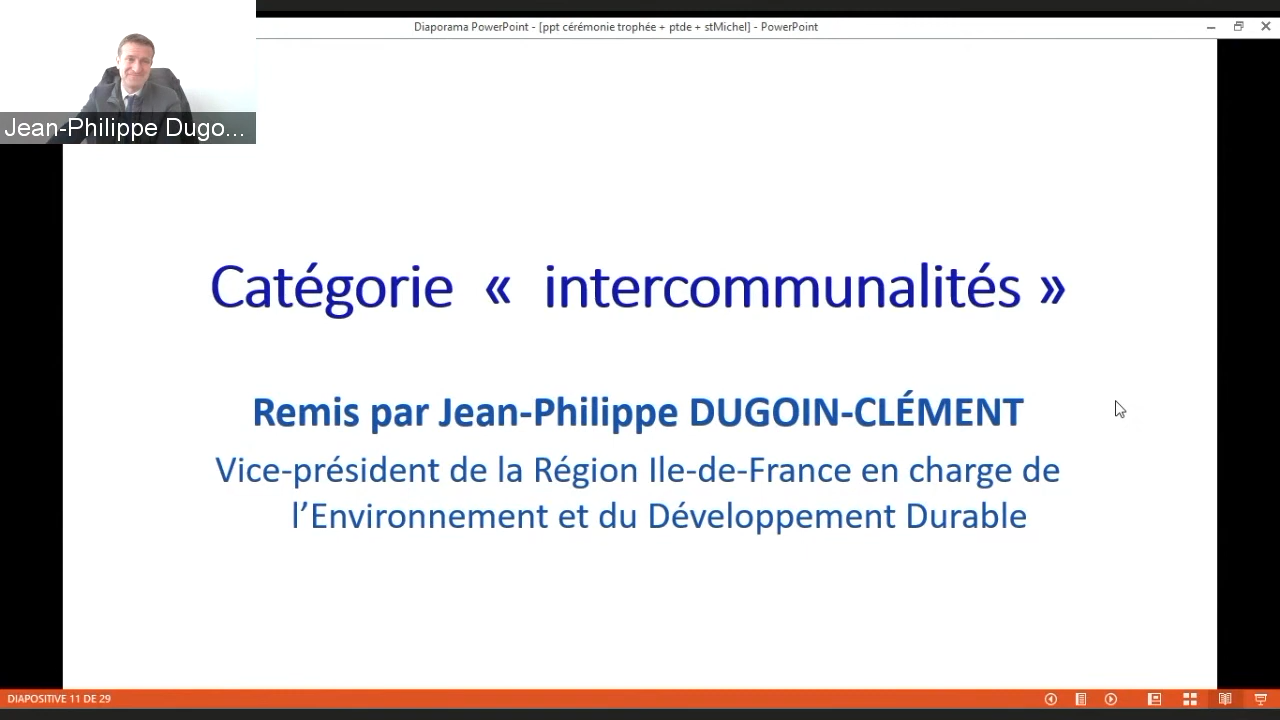 Diaporama PowerPoint - [ppt cérémonie trophée + ptde + stMichel] - PowerPoint
Jean-Philippe Dugo...
Catégorie « intercommunalités »
Remis par Jean-Philippe DUGOIN-CLÉMENT
Vice-président de la Région Ile-de-France en charge de
l’Environnement et du Développement Durable
DIAPOSITIVE 11 DE 29